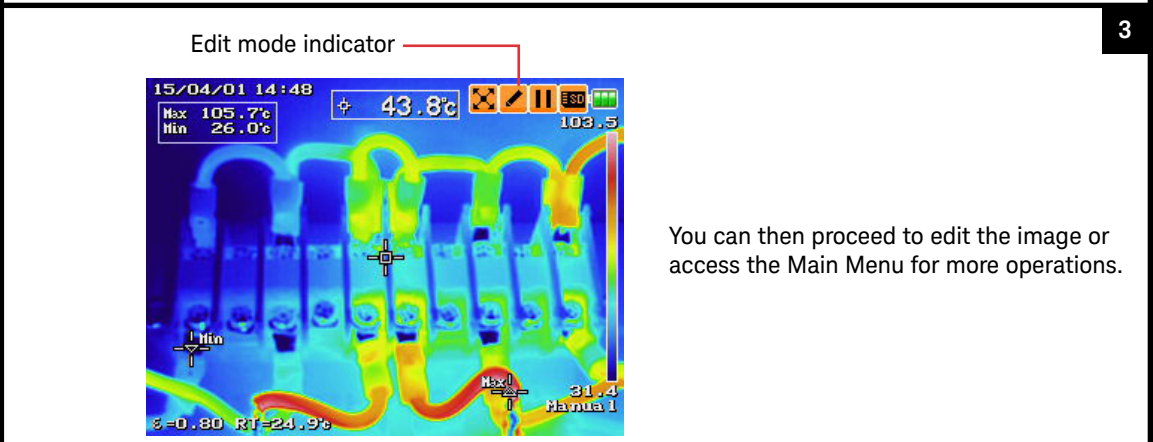 3
Edit mode indicator
15/04/01 14:48
Max 105.7°c
Min 26.0°c
43.8°c
SD
103.5
You can then proceed to edit the image or
access the Main Menu for more operations.
Min
Max
31.4
Manual
ε=0.80 RT=24.9°c